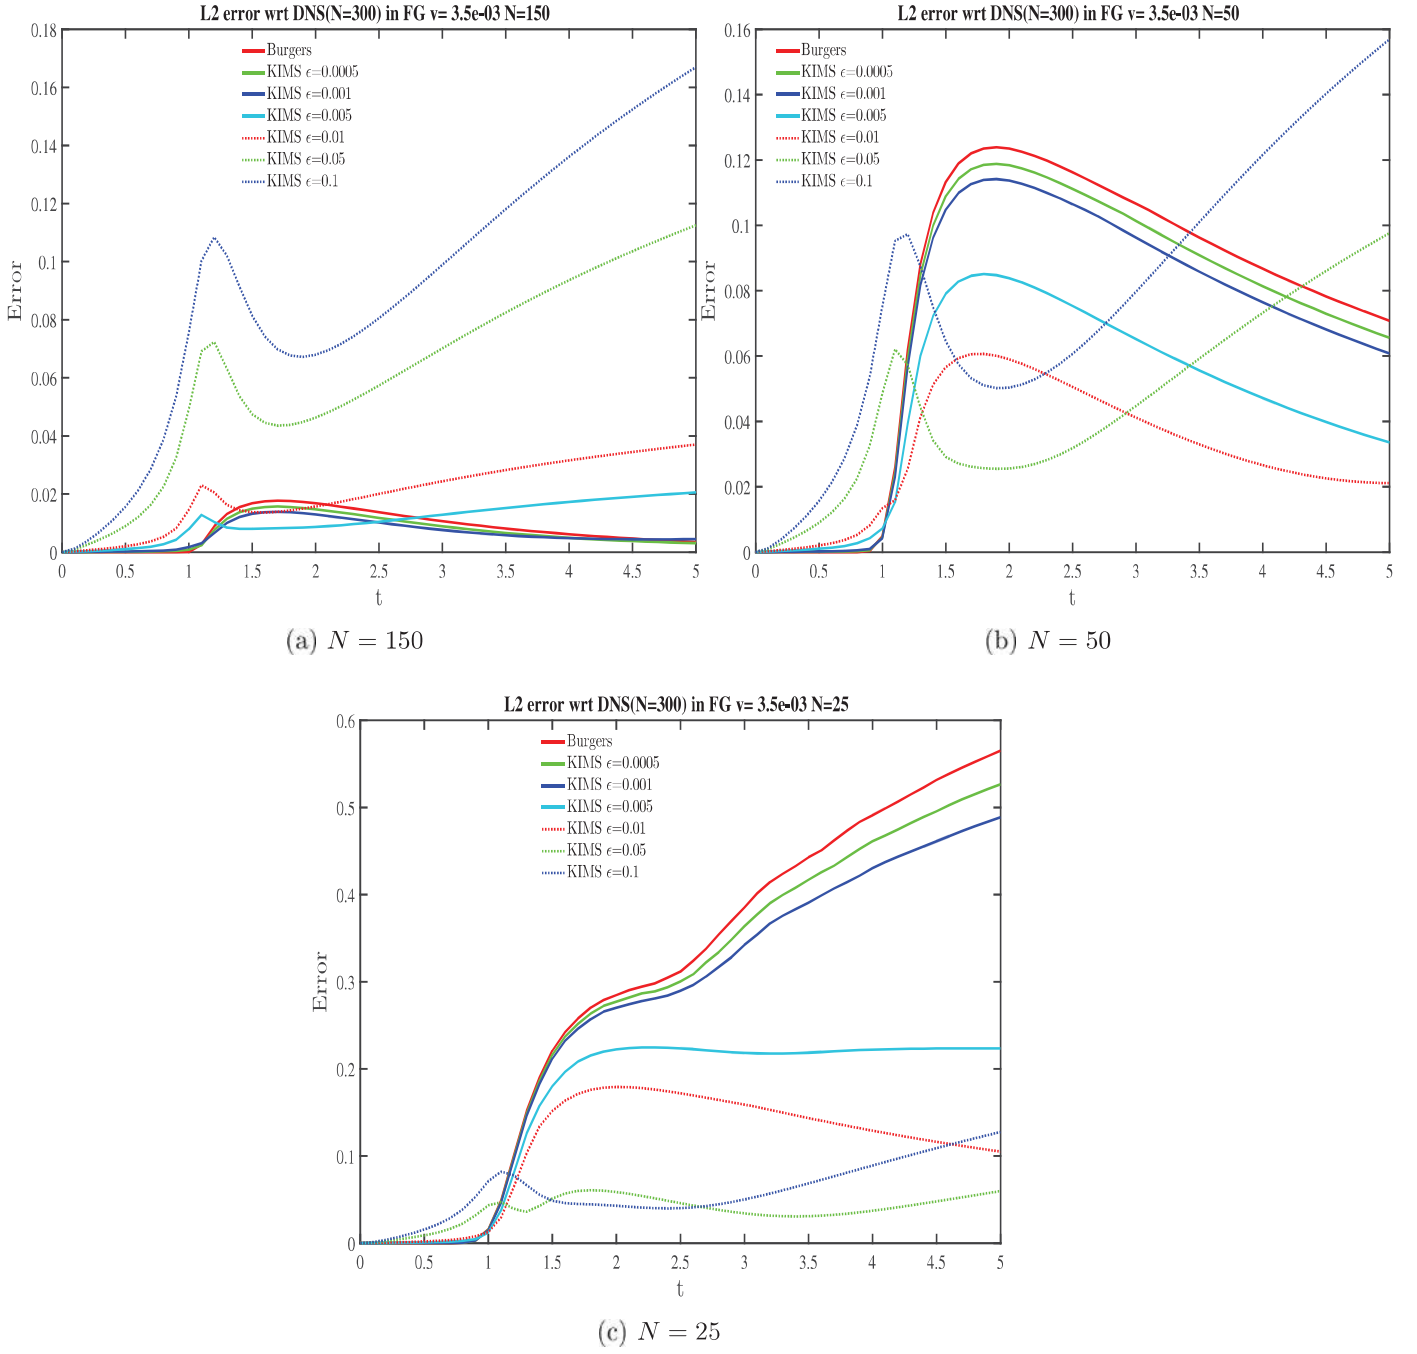 L2 error wrt DNS(N=300) in FG v= 3.5e-03 N=150
Burgers
KIMS ϵ=0.0005
KIMS ϵ=0.001
KIMS ϵ=0.005
KIMS ϵ=0.01
KIMS ϵ=0.05
KIMS ϵ=0.1
Error
0.18
0.16
0.14
0.12
0.1
0.08
0.06
0.04
0.02
0
0 0.5 1 1.5 2 2.5 3 3.5 4 4.5 5
t
(a) N = 150
L2 error wrt DNS(N=300) in FG v= 3.5e-03 N=50
Burgers
KIMS ϵ=0.0005
KIMS ϵ=0.001
KIMS ϵ=0.005
KIMS ϵ=0.01
KIMS ϵ=0.05
KIMS ϵ=0.1
Error
0.16
0.14
0.12
0.1
0.08
0.06
0.04
0.02
0
0 0.5 1 1.5 2 2.5 3 3.5 4 4.5 5
t
(b) N = 50
L2 error wrt DNS(N=300) in FG v= 3.5e-03 N=25
Burgers
KIMS ϵ=0.0005
KIMS ϵ=0.001
KIMS ϵ=0.005
KIMS ϵ=0.01
KIMS ϵ=0.05
KIMS ϵ=0.1
Error
0.6
0.5
0.4
0.3
0.2
0.1
0
0 0.5 1 1.5 2 2.5 3 3.5 4 4.5 5
t
(c) N = 25